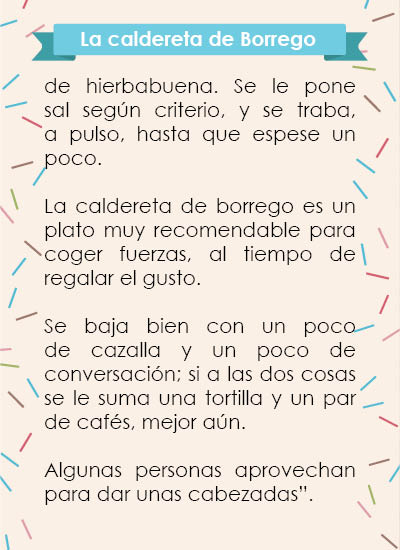 La caldereta de Borrego
de hierbabuena. Se le pone
sal según criterio, y se traba,
a pulso, hasta que espese un
poco.
La caldereta de borrego es un
plato muy recomendable para
coger fuerzas, al tiempo de
regalar el gusto.
Se baja bien con un poco
de cazalla y un poco de
conversación; si a las dos cosas
se le suma una tortilla y un par
de cafés, mejor aún.
Algunas personas aprovechan
para dar unas cabezadas”.